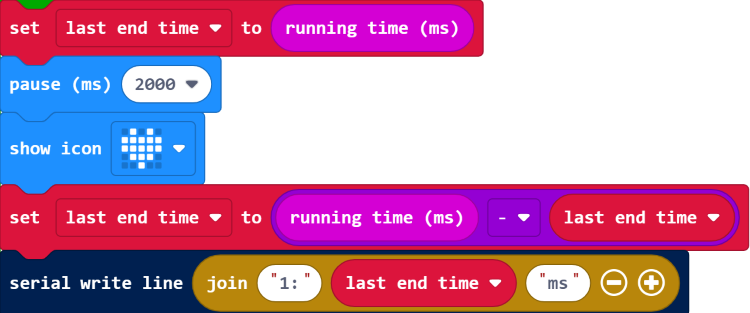 set last end time to running time (ms)
pause (ms) 2000
show icon
set last end time to running time (ms) - last end time
serial write line join "1:" last end time "ms"